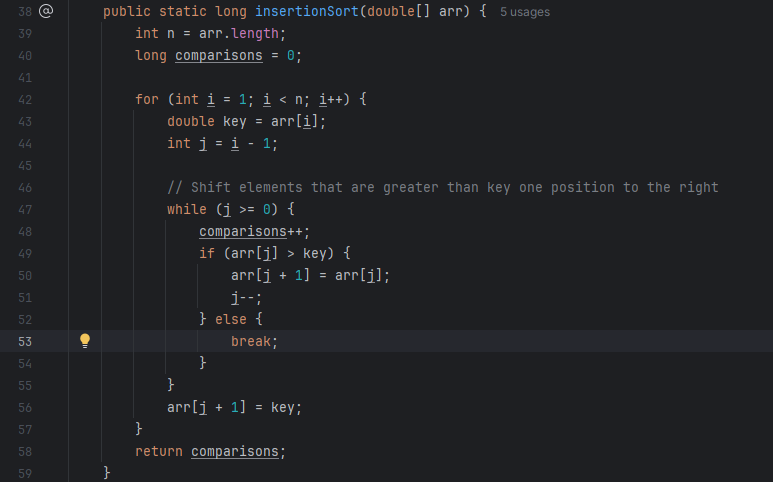 38 @ public static long insertionSort(double[] arr) { 5 usages
39 int n = arr.length;
40 long comparisons = 0;
41
42 for (int i = 1; i < n; i++) {
43 double key = arr[i];
44 int j = i - 1;
45
46 // Shift elements that are greater than key one position to the right
47 while (j >= 0) {
48 comparisons++;
49 if (arr[j] > key) {
50 arr[j + 1] = arr[j];
51 j--;
52 } else {
53 break;
54 }
55 }
56 arr[j + 1] = key;
57 }
58 return comparisons;
59 }